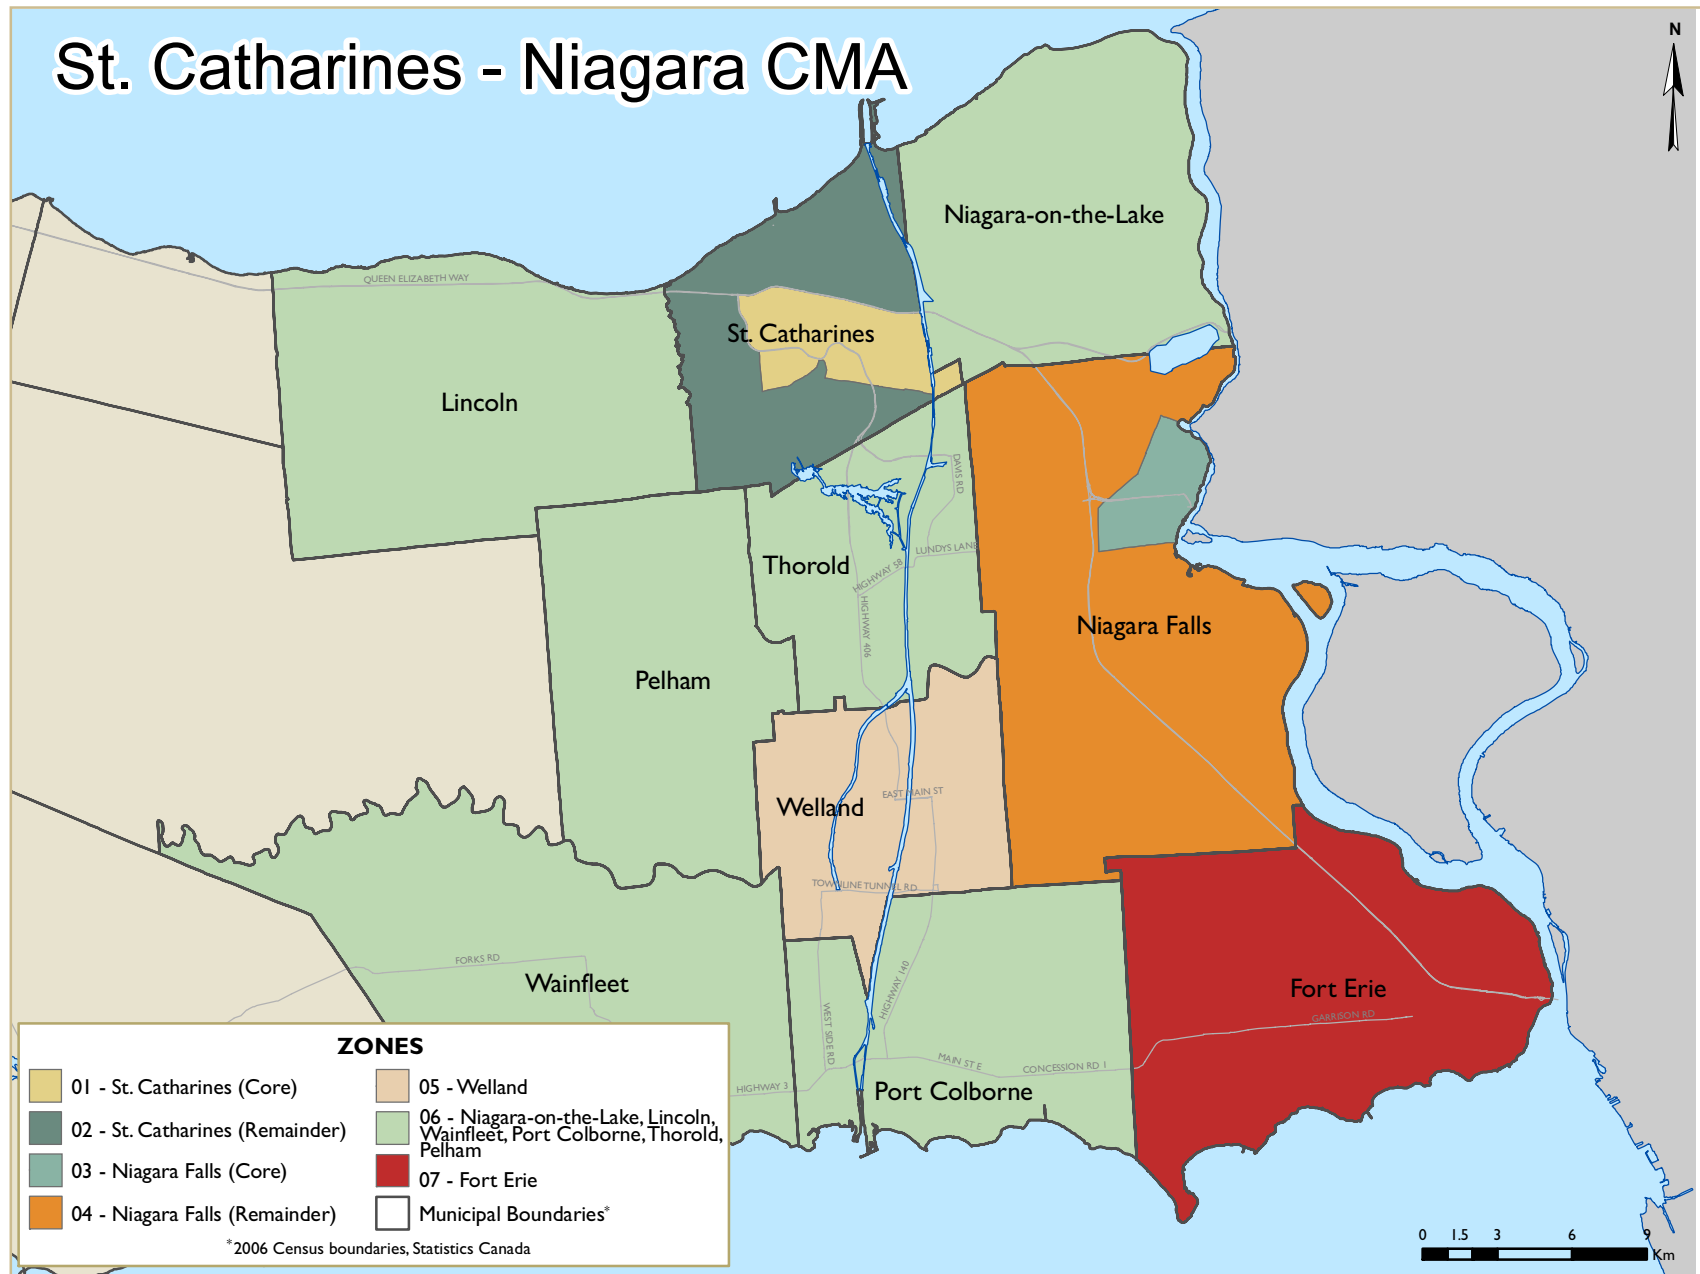 St. Catharines - Niagara CMA
N
Niagara-on-the-Lake
QUEEN ELIZABETH WAY
St. Catharines
Lincoln
DAVIS RD
LUNDYS LANE
Thorold
HIGHWAY 58
HIGHWAY 406
Niagara Falls
Pelham
EAST MAIN ST
Welland
TOWNLINE TUNNEL RD
FORKS RD
Wainfleet
HIGHWAY 140
WEST SIDE RD
Fort Erie
GARRISON RD
MAIN ST E
CONCESSION RD 1
HIGHWAY 3
Port Colborne
ZONES
01 - St. Catharines (Core)
02 - St. Catharines (Remainder)
03 - Niagara Falls (Core)
04 - Niagara Falls (Remainder)
05 - Welland
06 - Niagara-on-the-Lake, Lincoln,
Wainfleet, Port Colborne, Thorold,
Pelham
07 - Fort Erie
Municipal Boundaries*
*2006 Census boundaries, Statistics Canada
0 1.5 3 6 9
Km